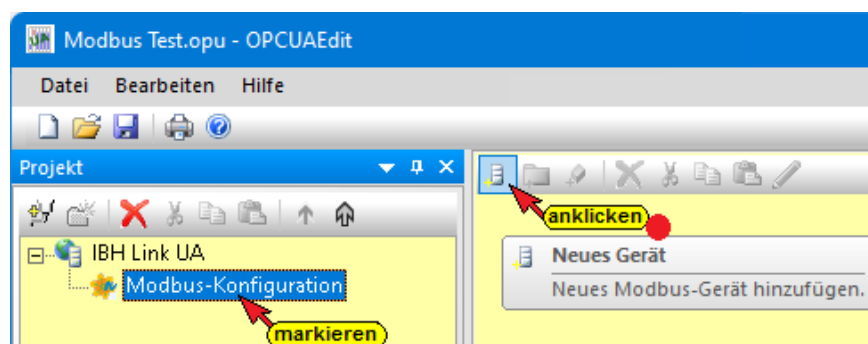 Modbus Test.opu - OPCUAEdit
Datei Bearbeiten Hilfe
Projekt
anklicken
IBH Link UA
Neues Gerät
Modbus-Konfiguration
Neues Modbus-Gerät hinzufügen.
markieren